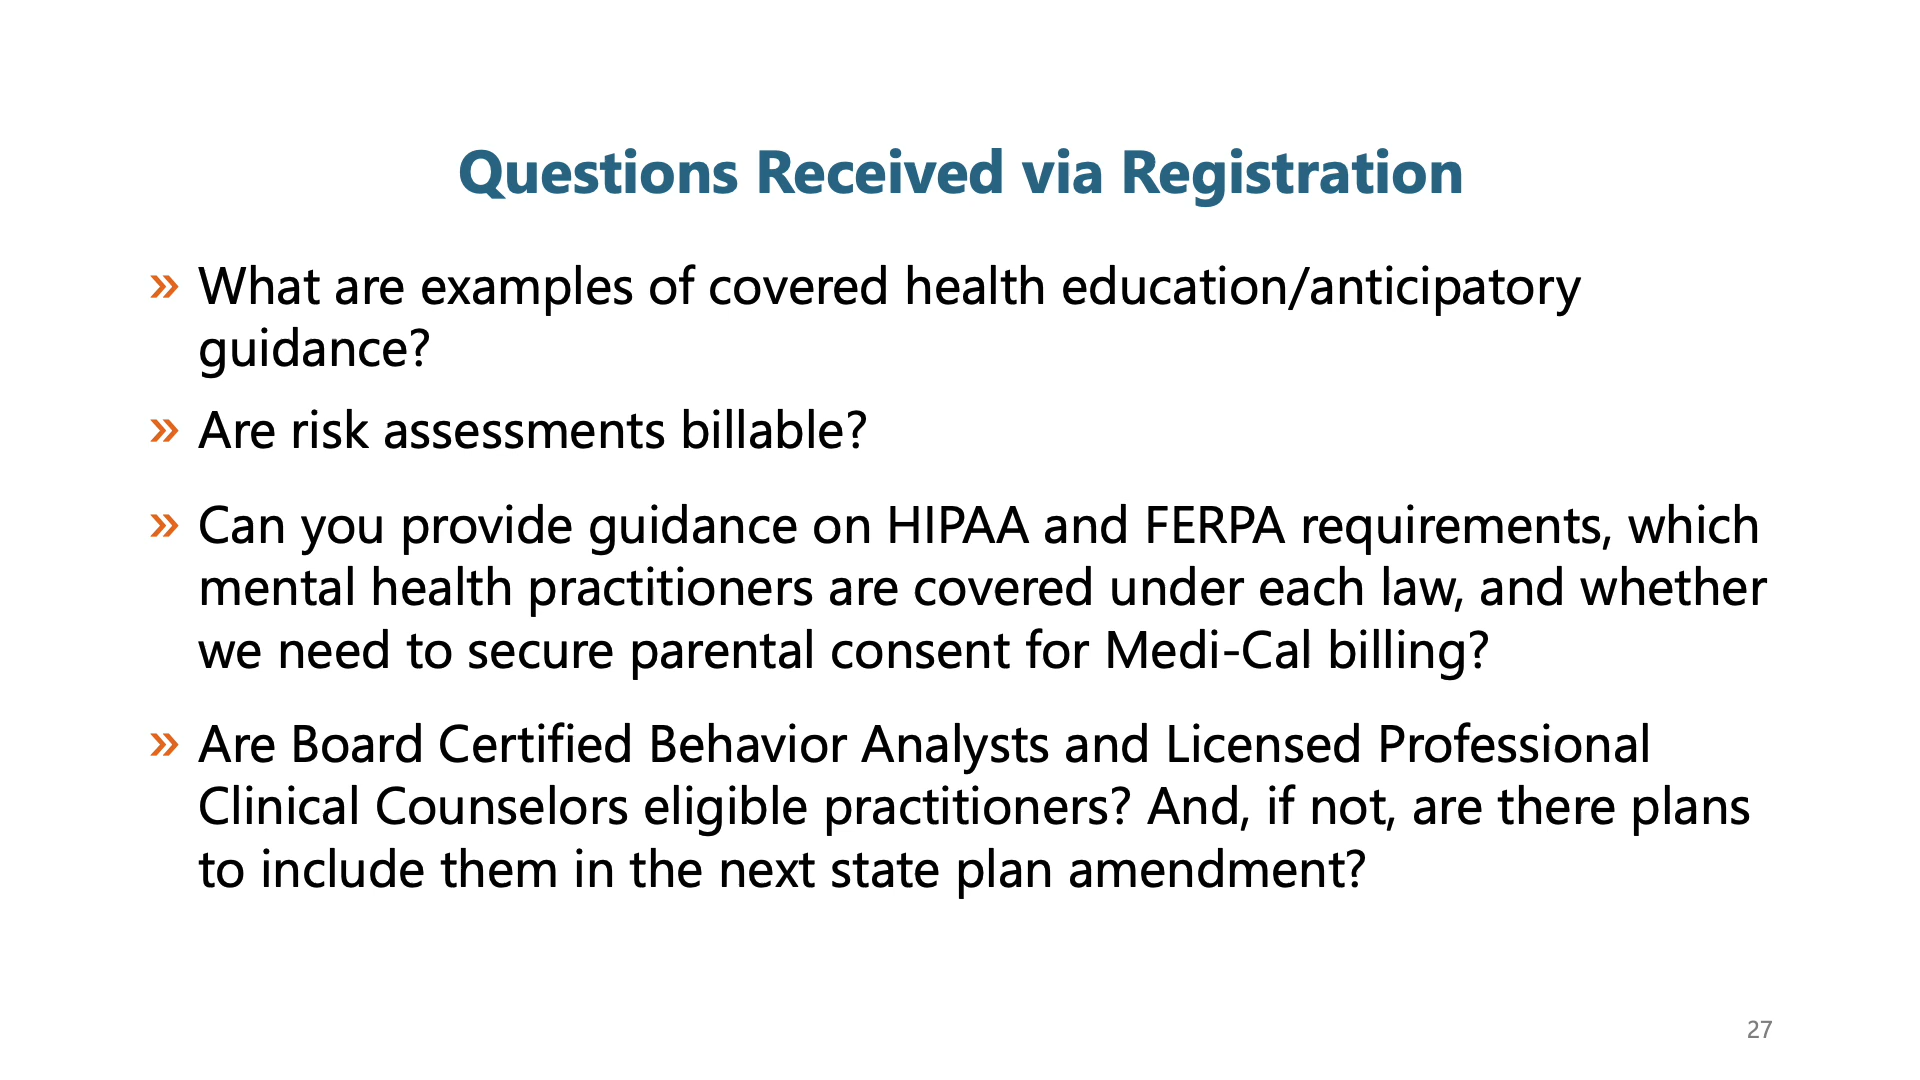 Questions Received via Registration
» What are examples of covered health education/anticipatory
guidance?
» Are risk assessments billable?
» Can you provide guidance on HIPAA and FERPA requirements, which
mental health practitioners are covered under each law, and whether
we need to secure parental consent for Medi-Cal billing?
» Are Board Certified Behavior Analysts and Licensed Professional
Clinical Counselors eligible practitioners? And, if not, are there plans
to include them in the next state plan amendment?
27